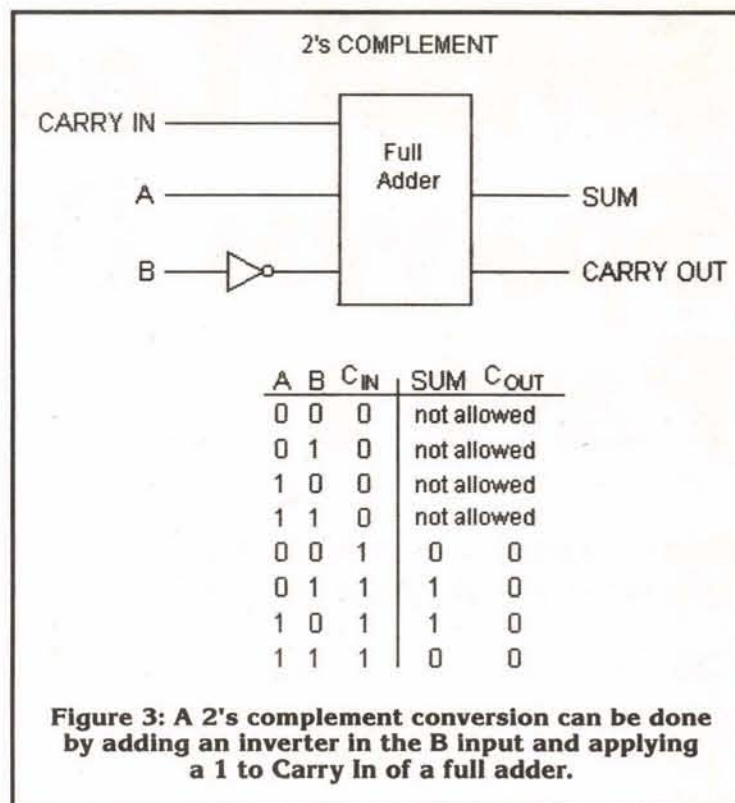 2's COMPLEMENT
CARRY IN
Full
Adder
A
SUM
B
CARRY OUT
A B C IN SUM C OUT
0 0 0 not allowed
0 1 0 not allowed
1 0 0 not allowed
1 1 0 not allowed
0 0 1 0 0
0 1 1 1 0
1 0 1 1 0
1 1 1 0 0
Figure 3: A 2's complement conversion can be done
by adding an inverter in the B input and applying
a 1 to Carry In of a full adder.